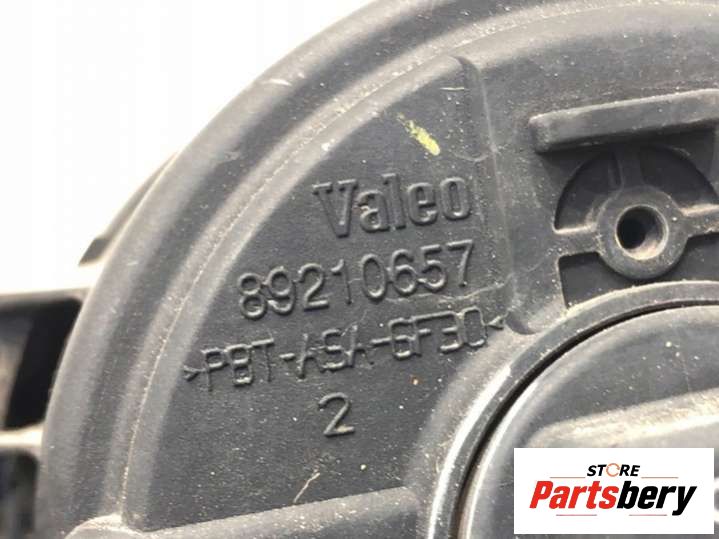 Valeo
89210657
>PBT-ASA-GF30<
2
STORE
Partsbery